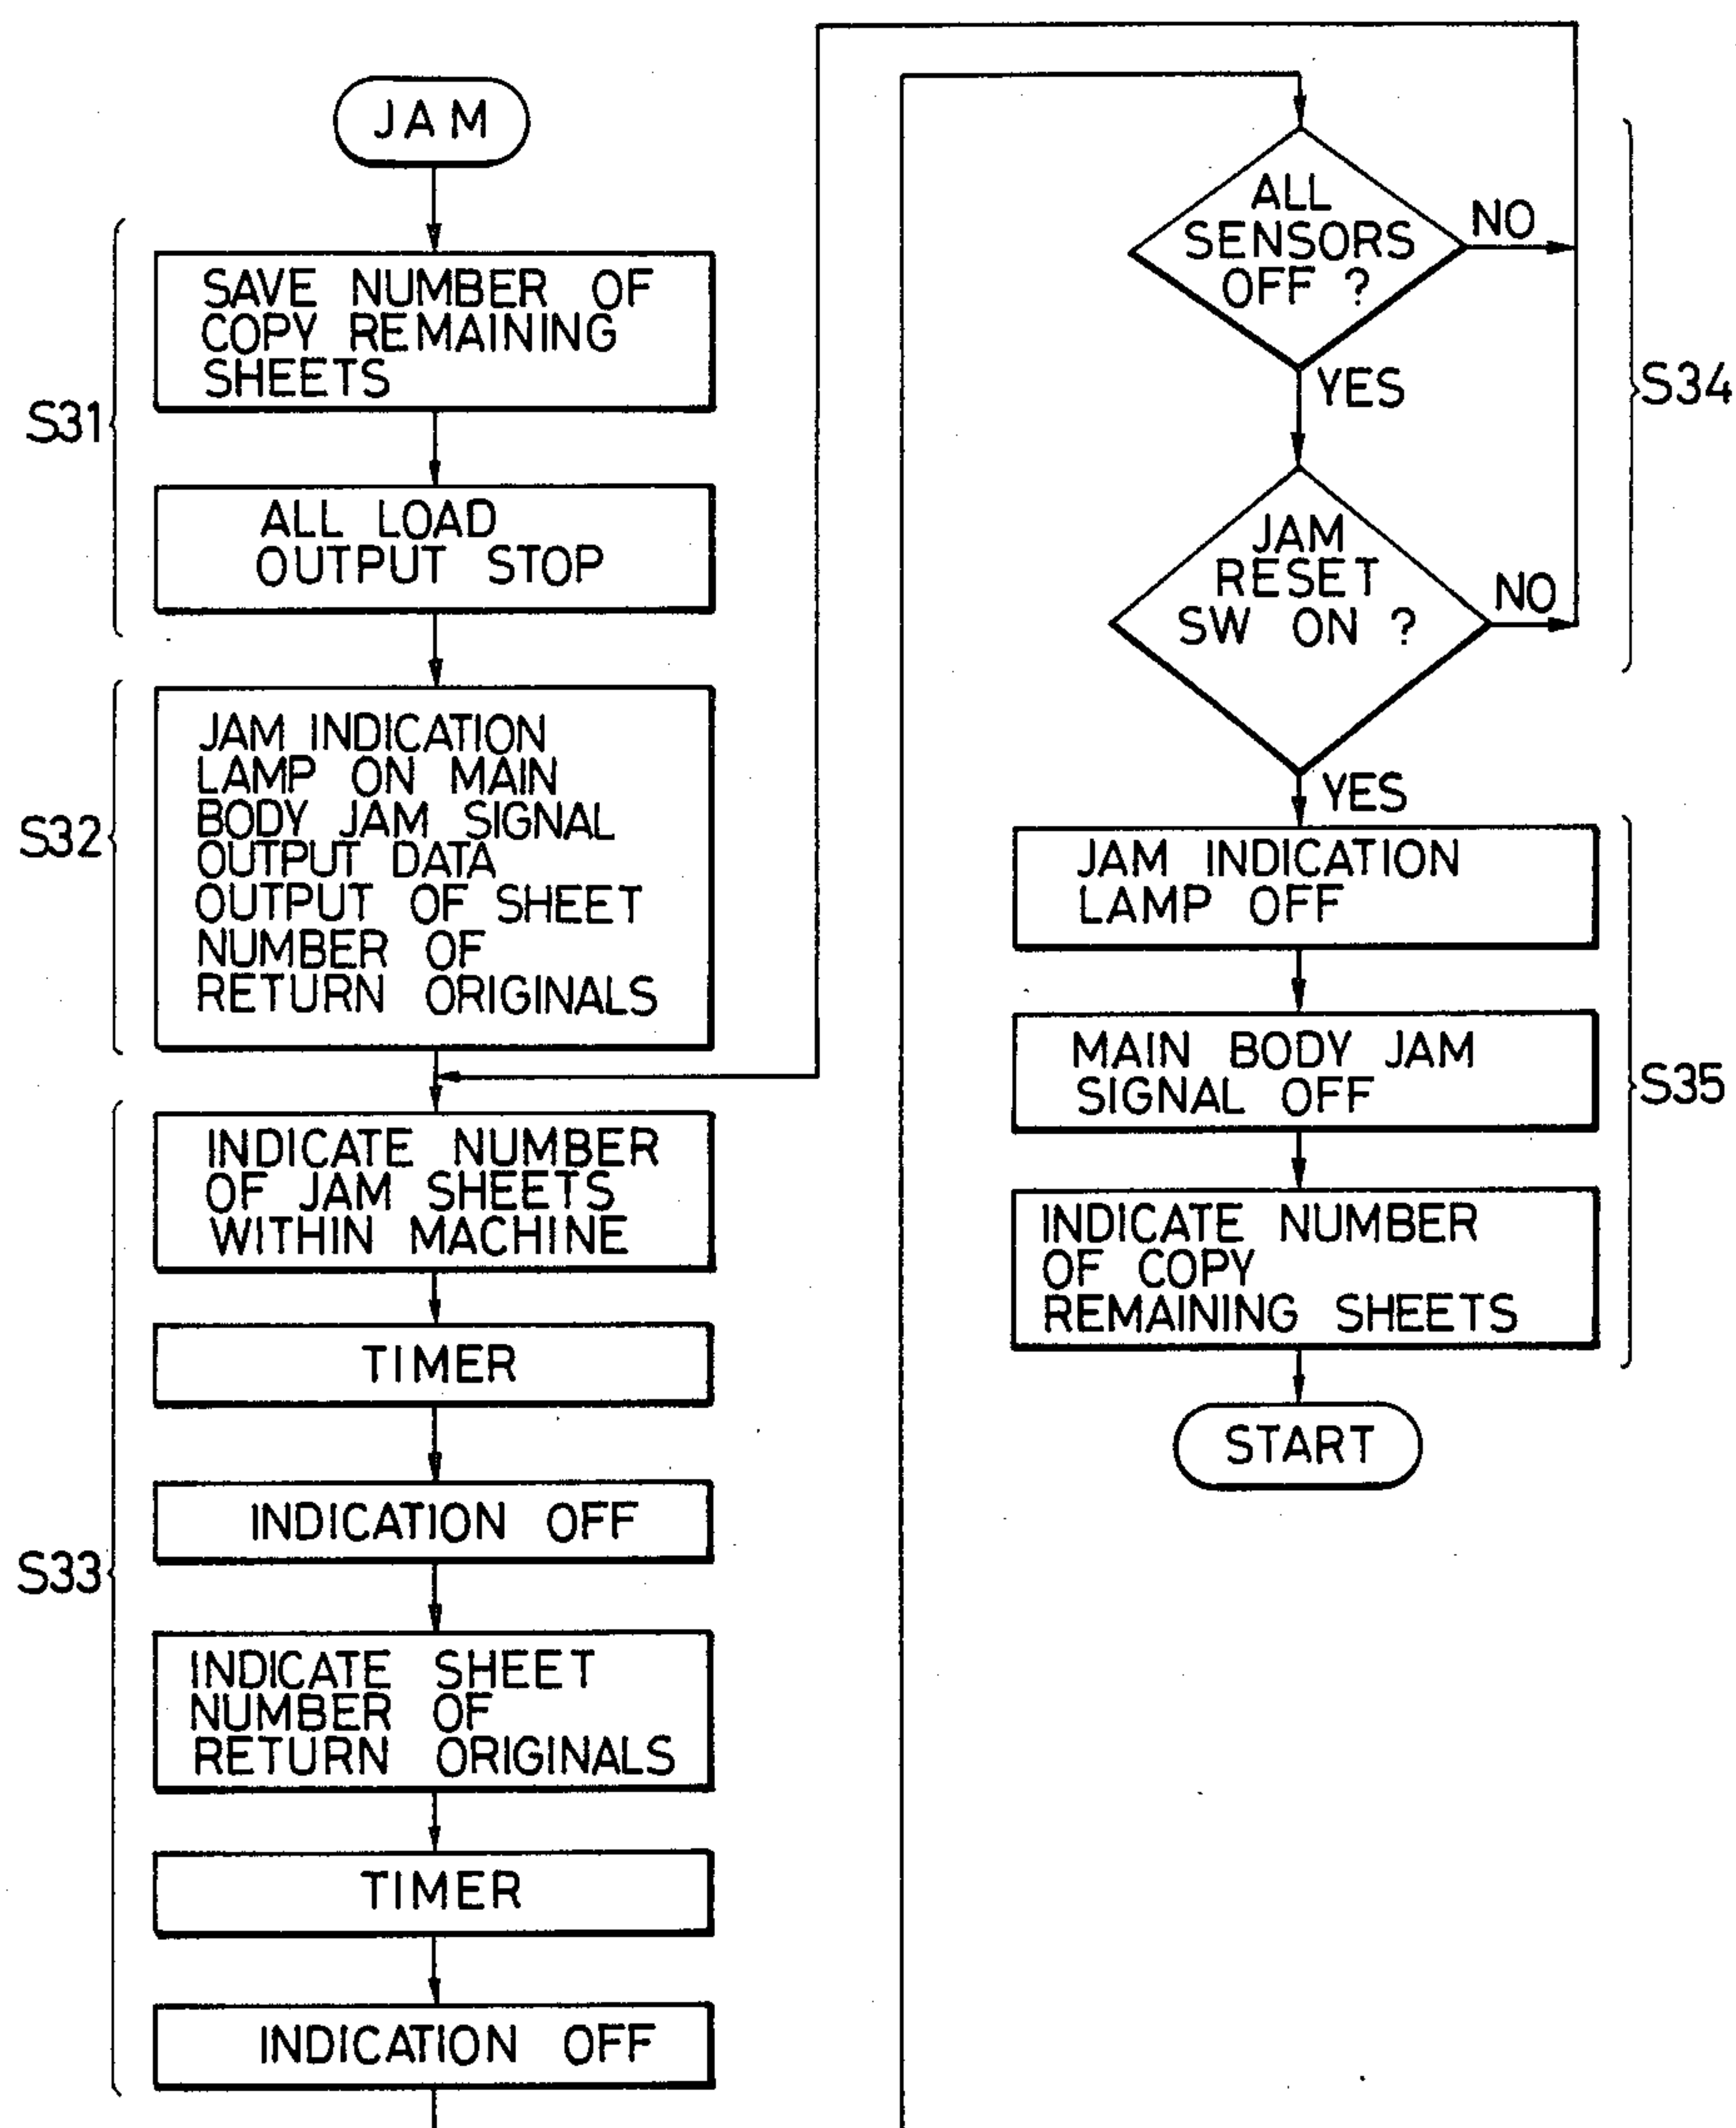 JAM
S31
SAVE NUMBER OF
COPY REMAINING
SHEETS
ALL LOAD
OUTPUT STOP
S32
JAM INDICATION
LAMP ON MAIN
BODY JAM SIGNAL
OUTPUT DATA
OUTPUT OF SHEET
NUMBER OF
RETURN ORIGINALS
S33
INDICATE NUMBER
OF JAM SHEETS
WITHIN MACHINE
TIMER
INDICATION OFF
INDICATE SHEET
NUMBER OF
RETURN ORIGINALS
TIMER
INDICATION OFF
ALL
SENSORS
OFF ?
NO
YES
S34
JAM
RESET
SW ON ?
NO
YES
JAM INDICATION
LAMP OFF
MAIN BODY JAM
SIGNAL OFF
S35
INDICATE NUMBER
OF COPY
REMAINING SHEETS
START